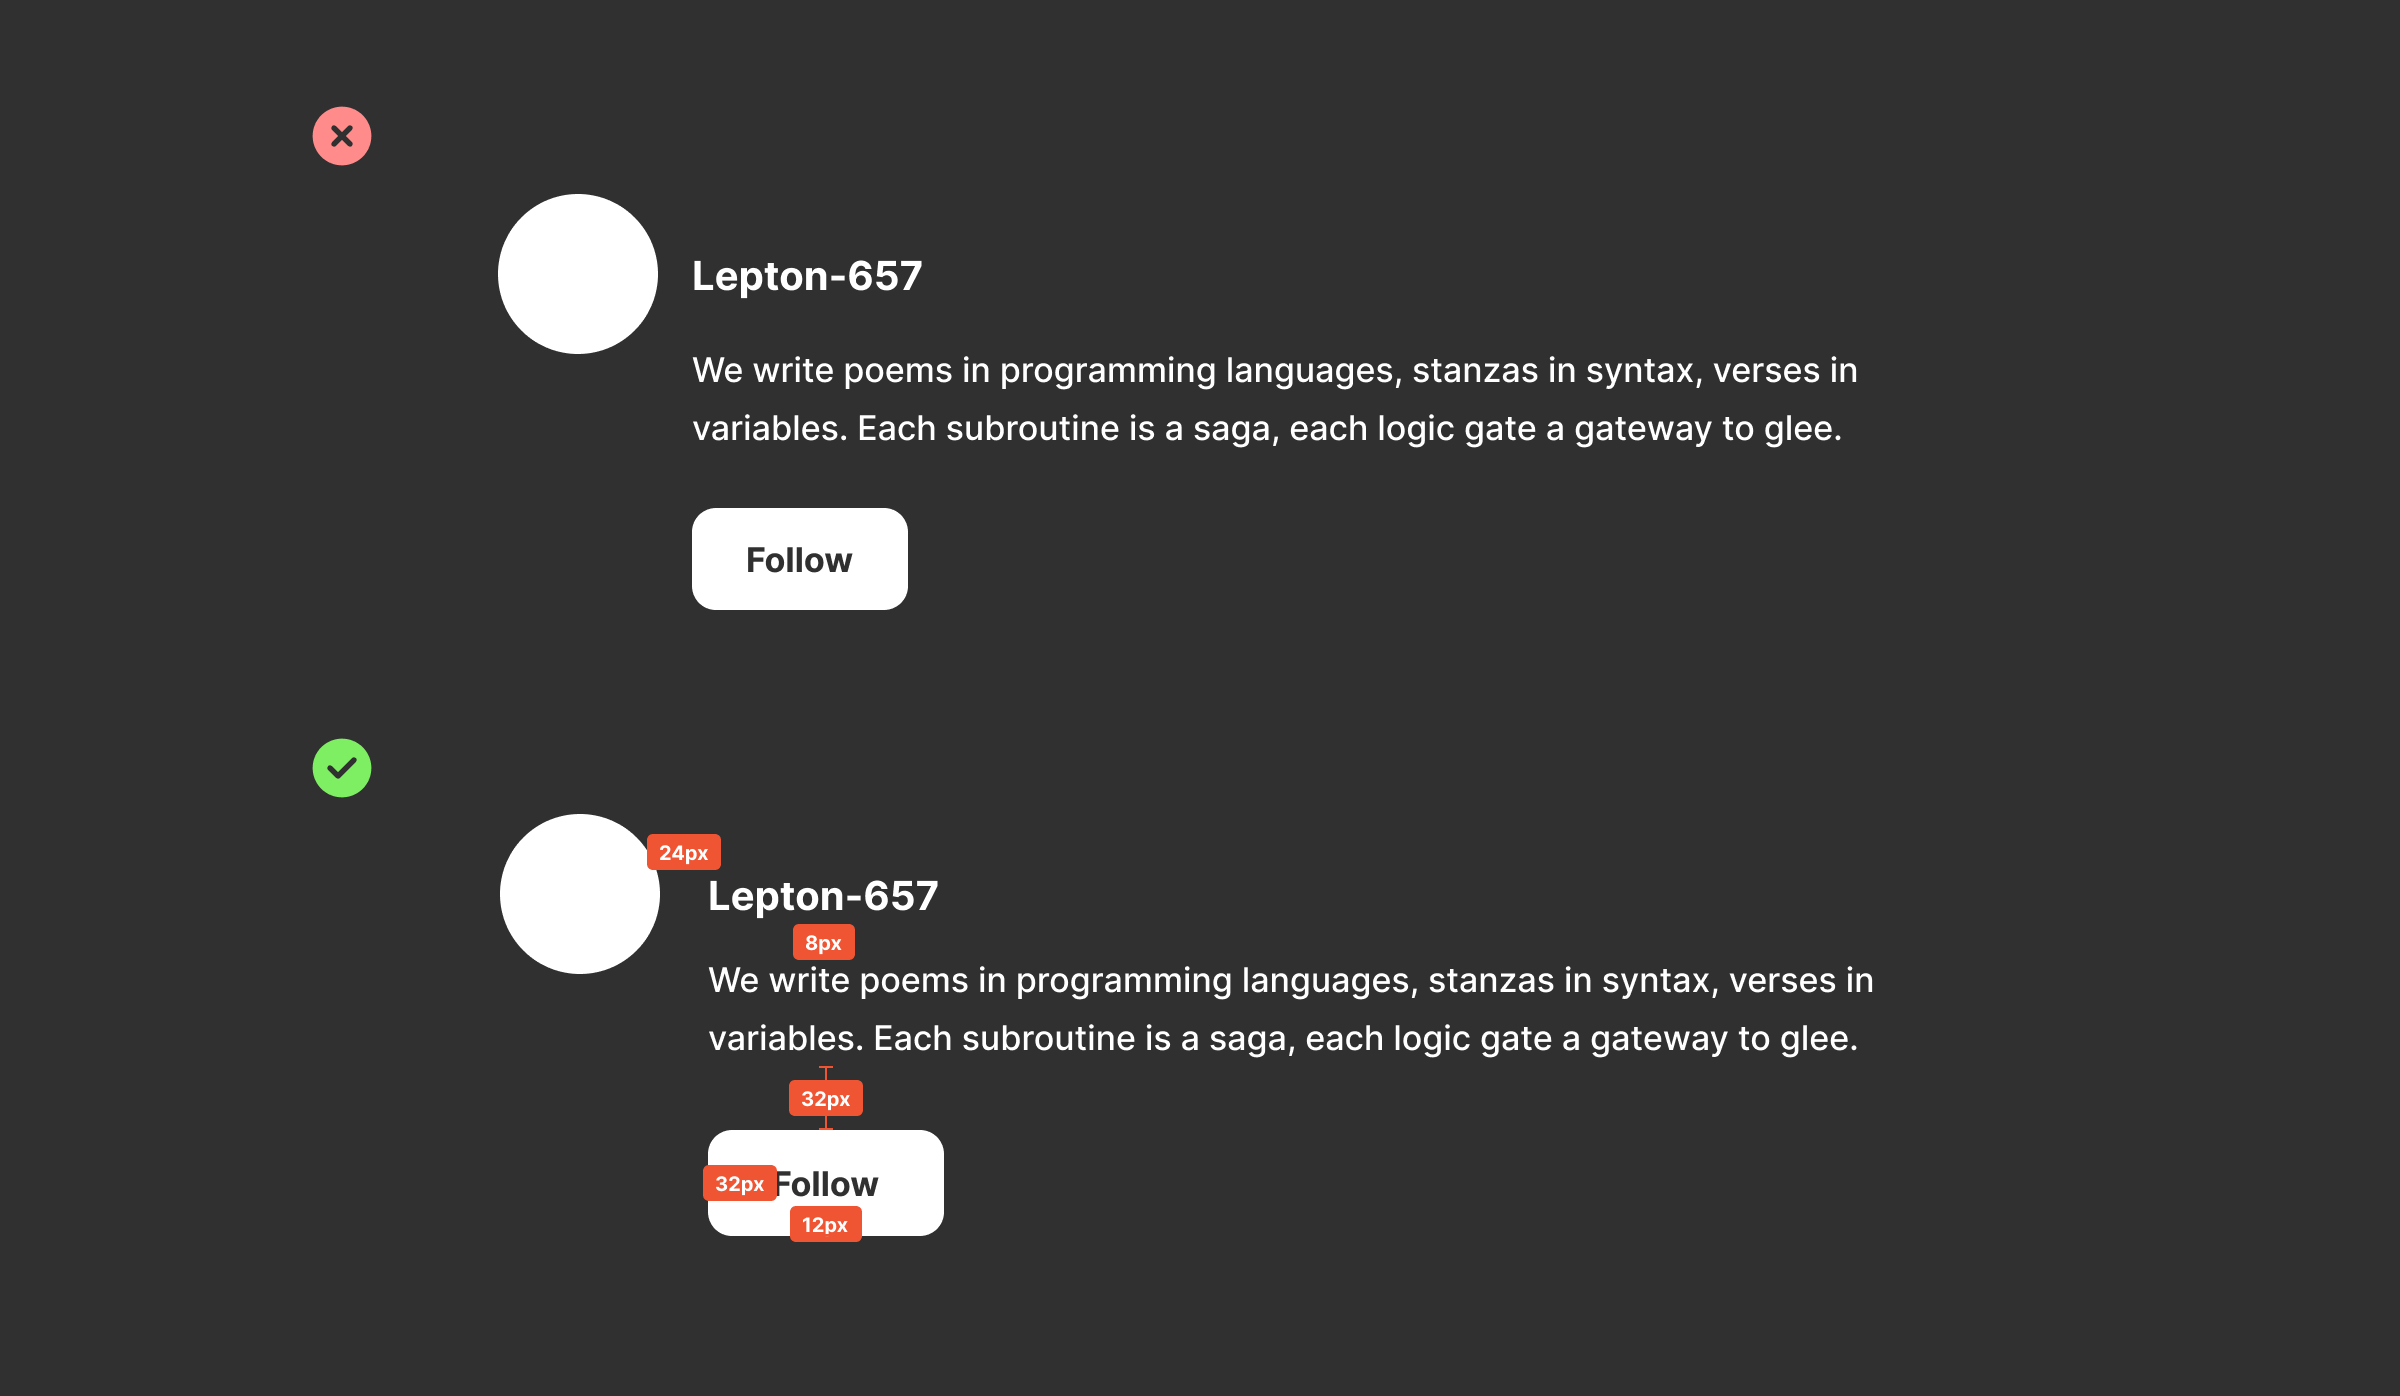 Lepton-657
We write poems in programming languages, stanzas in syntax, verses in
variables. Each subroutine is a saga, each logic gate a gateway to glee.
Follow
24px
Lepton-657
8px
We write poems in programming languages, stanzas in syntax, verses in
variables. Each subroutine is a saga, each logic gate a gateway to glee.
32px
32px Follow
12px